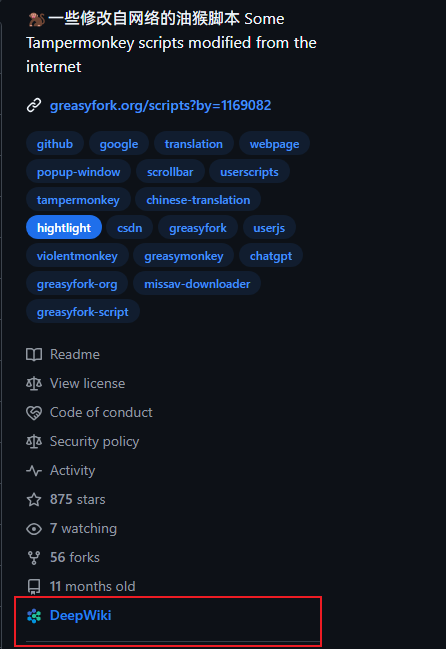 🐒一些修改自网络的油猴脚本 Some
Tampermonkey scripts modified from the
internet
greasyfork.org/scripts?by=1169082
github google translation webpage
popup-window scrollbar userscripts
tampermonkey chinese-translation
hightlight csdn greasyfork userjs
violentmonkey greasymonkey chatgpt
greasyfork-org missav-downloader
greasyfork-script
Readme
View license
Code of conduct
Security policy
Activity
875 stars
7 watching
56 forks
11 months old
DeepWiki